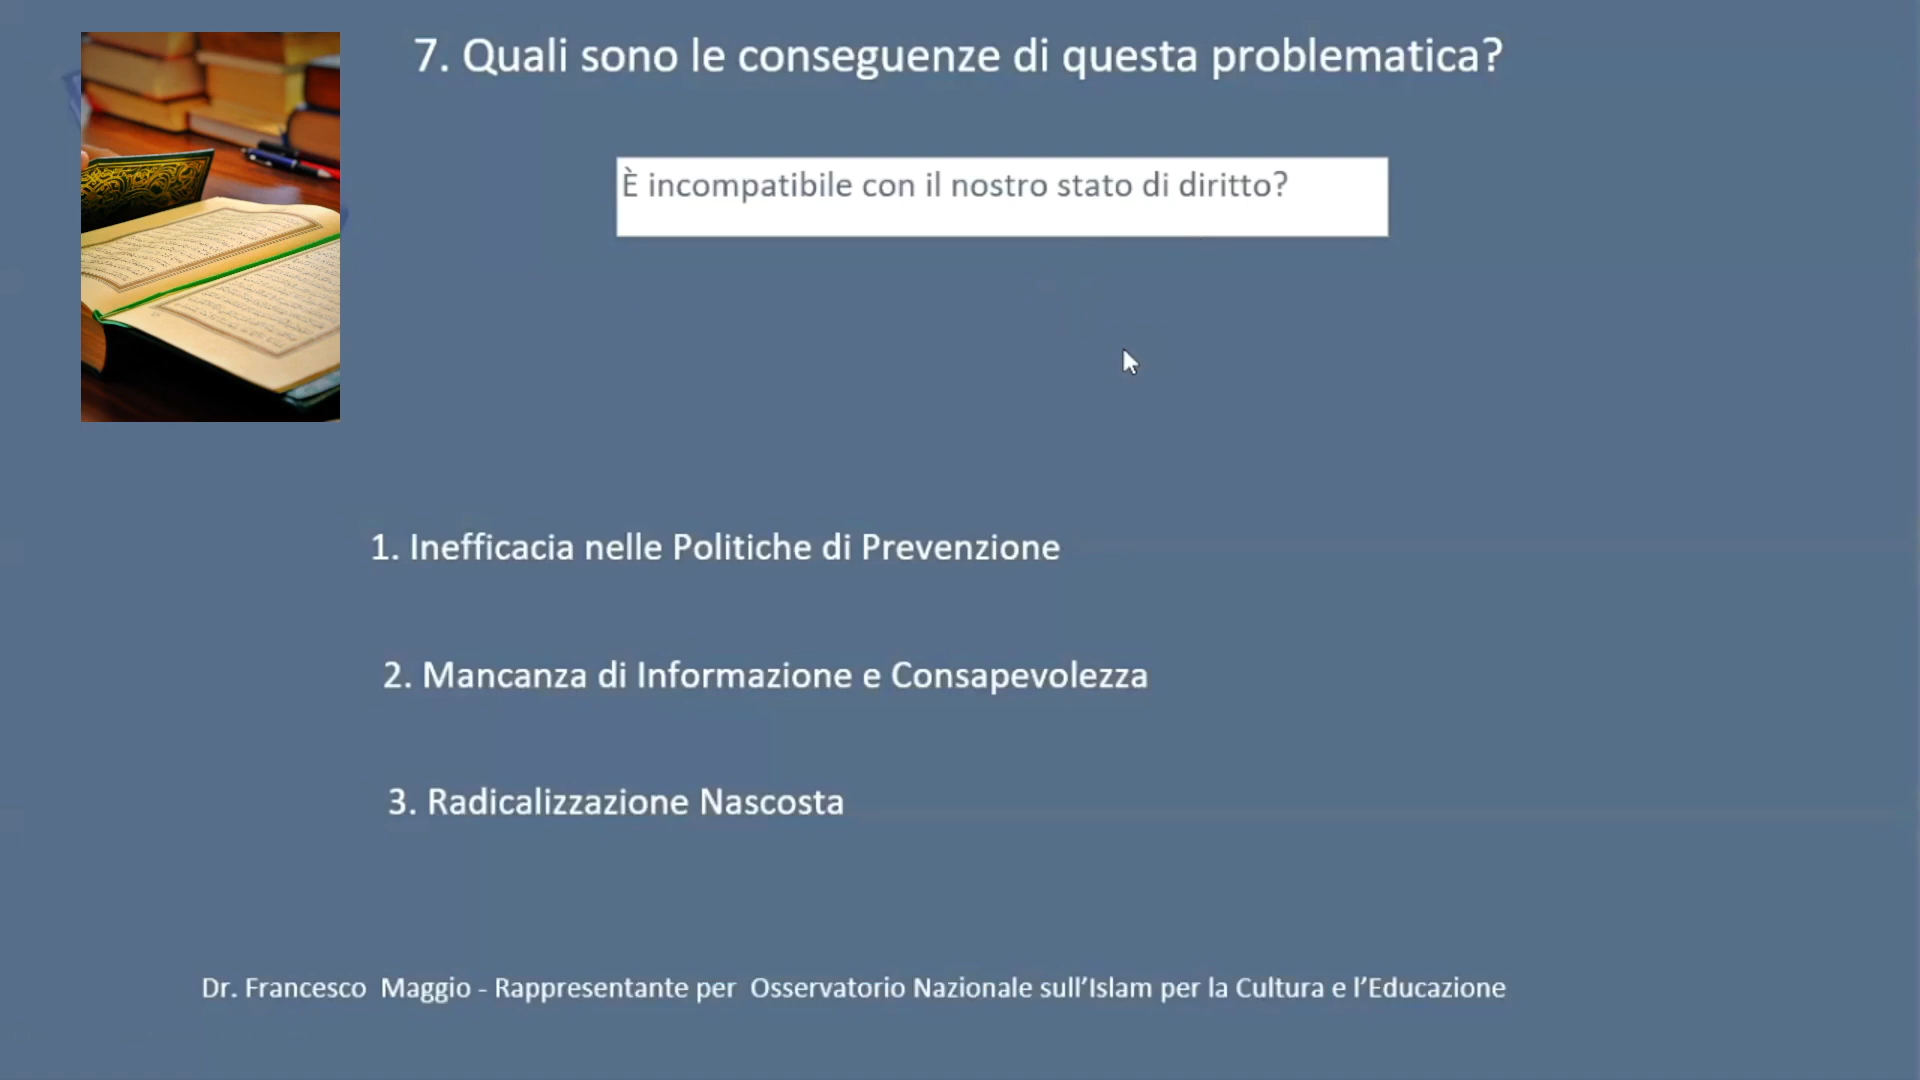 7. Quali sono le conseguenze di questa problematica?
È incompatibile con il nostro stato di diritto?
1. Inefficacia nelle Politiche di Prevenzione
2. Mancanza di Informazione e Consapevolezza
3. Radicalizzazione Nascosta
Dr. Francesco Maggio - Rappresentante per Osservatorio Nazionale sull’Islam per la Cultura e l’Educazione